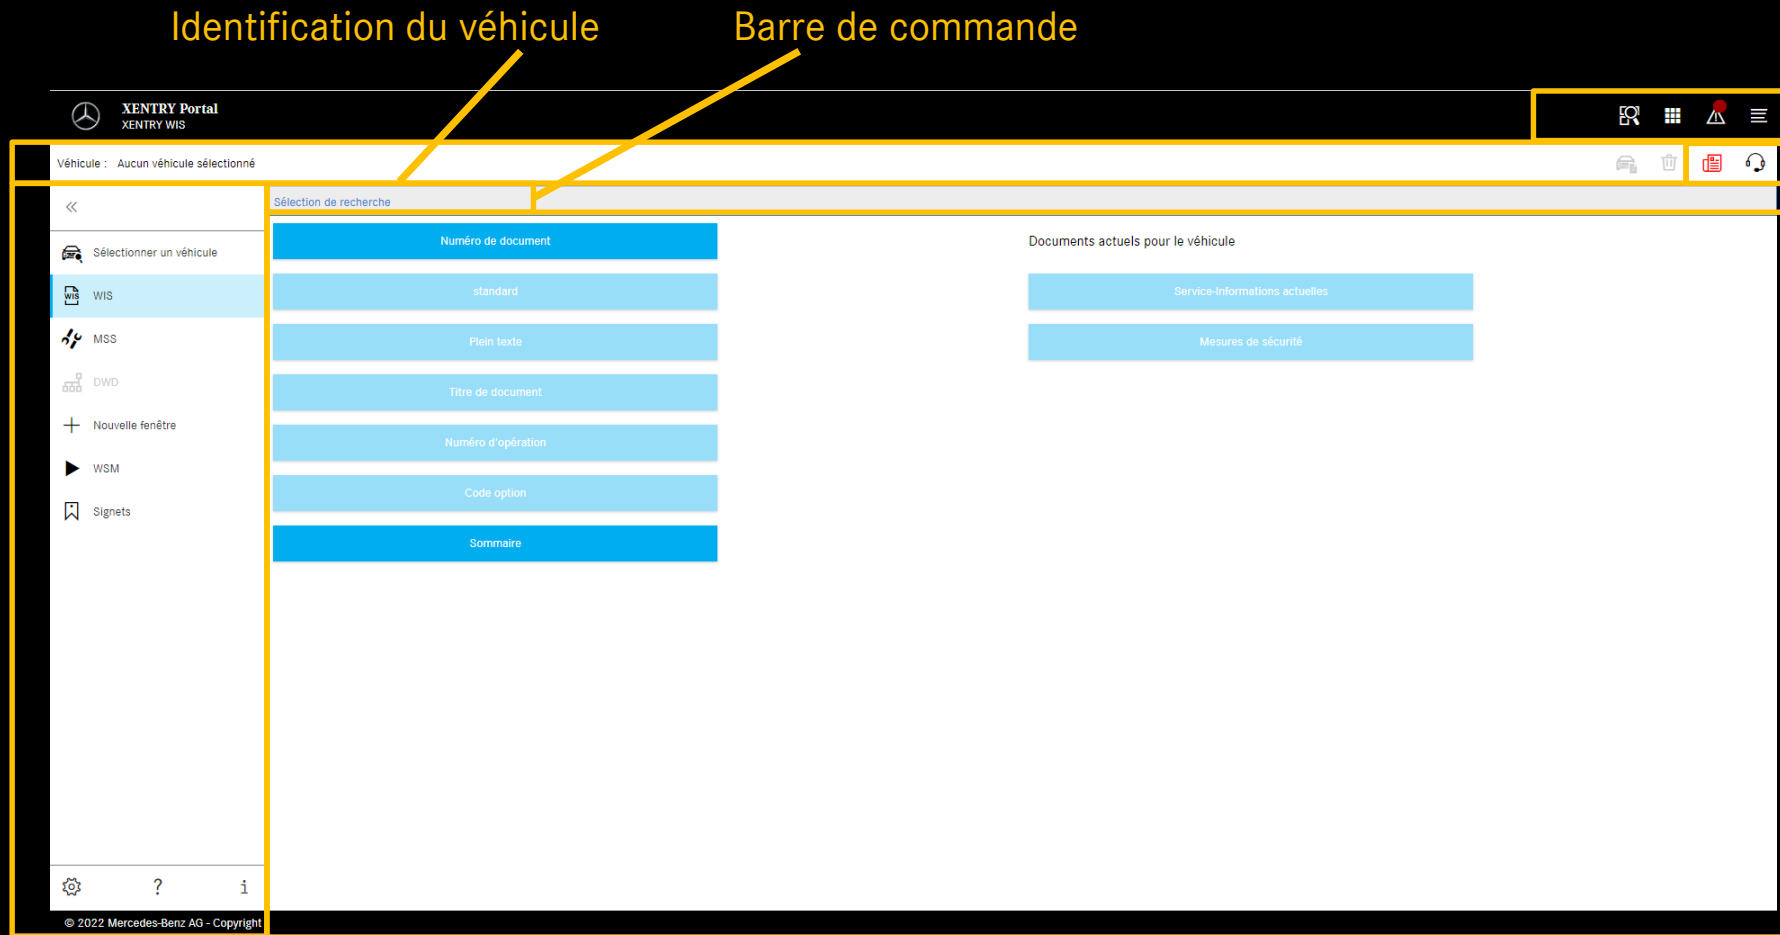 Identification du véhicule
Barre de commande
XENTRY Portal
XENTRY WIS
Véhicule : Aucun véhicule sélectionné
Sélection de recherche
Sélectionner un véhicule
WIS
WIS
MSS
DWD
Nouvelle fenêtre
WSM
Signets
Numéro de document
standard
Plein texte
Titre de document
Numéro d'opération
Code option
Sommaire
Documents actuels pour le véhicule
Service-Informations actuelles
Mesures de sécurité
? i
© 2022 Mercedes-Benz AG - Copyright